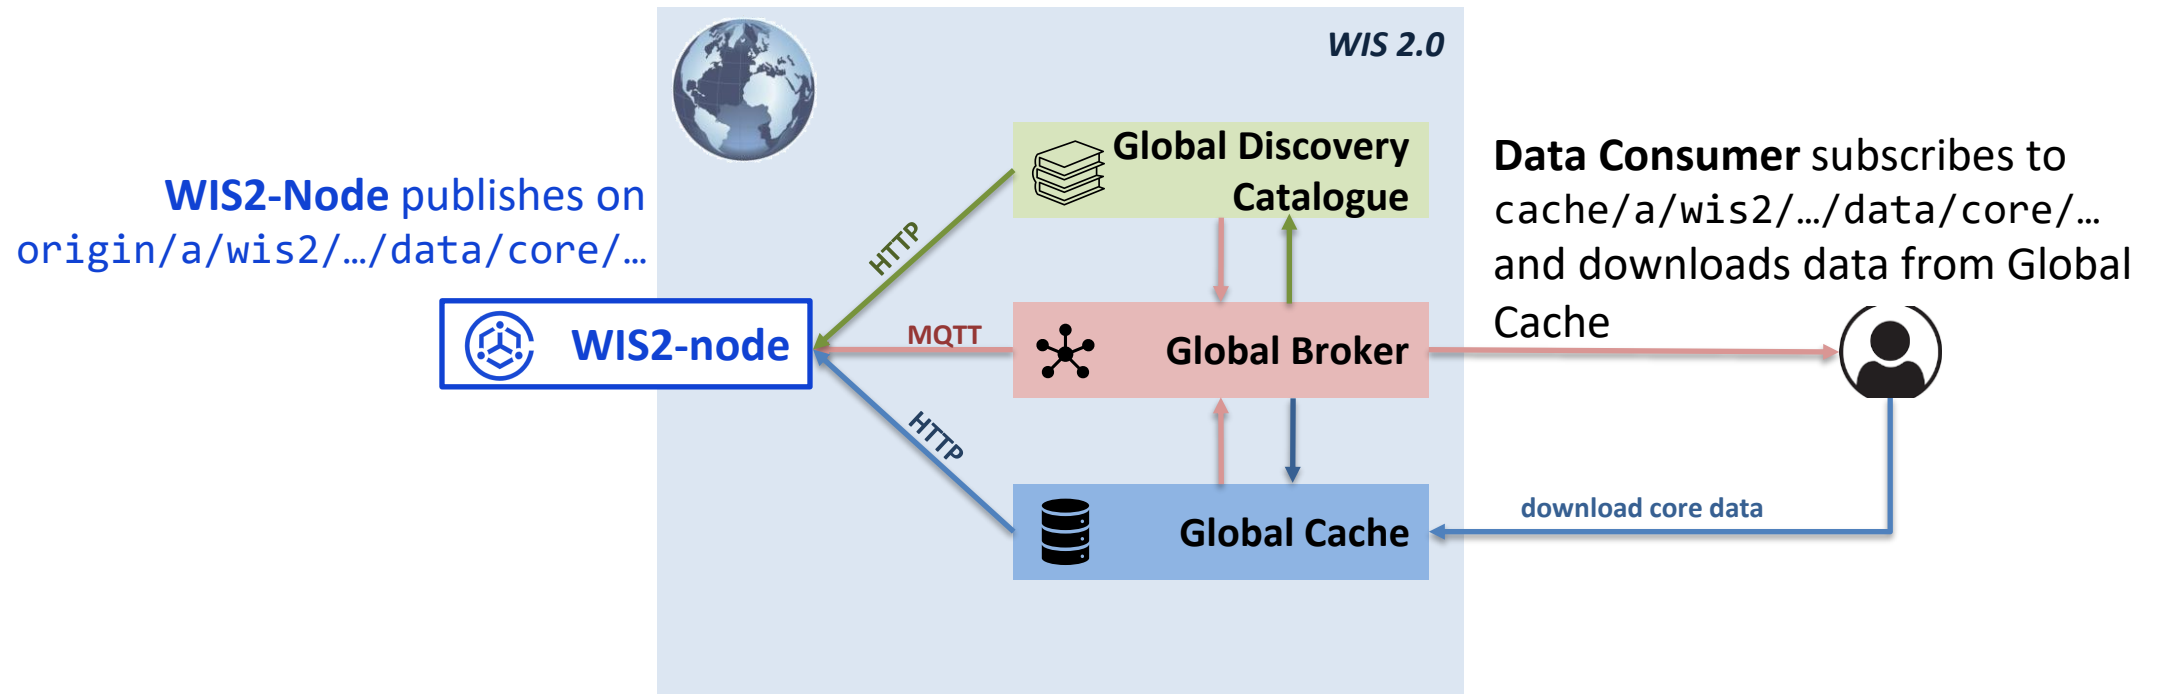 WIS 2.0
WIS2-Node publishes on
origin/a/wis2/…/data/core/…
WIS2-node
HTTP
MQTT
HTTP
Global Discovery
Catalogue
Global Broker
Global Cache
Data Consumer subscribes to
cache/a/wis2/…/data/core/…
and downloads data from Global
Cache
download core data